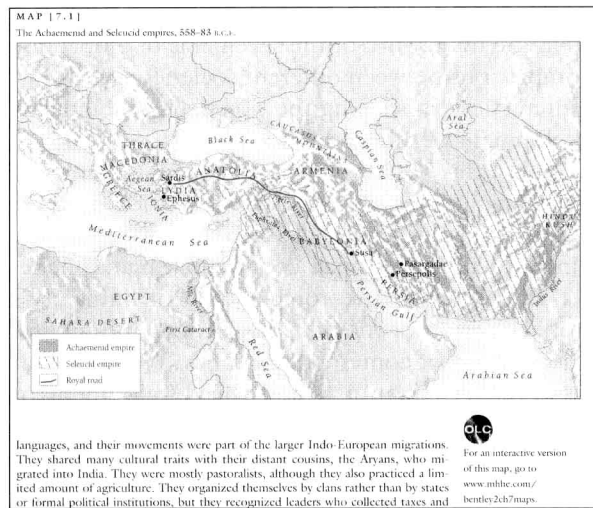 MAP [7.1]
The Achaemenid and Seleucid empires, 558–83 B.C.E.
Aral
Sea
THRACE
Black Sea
CAUCASUS
MOUNTAINS
Caspian Sea
MACEDONIA
Aegean
Sea
Sardis
ANATOLIA
ARMENIA
GREECE
LYDIA
IONIA
Ephesus
Tigris River
Euphrates River
HINDU
KUSH
Mediterranean Sea
BABYLONIA
Susa
Pasargadae
Persepolis
PERSIA
Persian Gulf
Indus River
EGYPT
Nile River
SAHARA DESERT
First Cataract
ARABIA
Red Sea
Arabian Sea
Achaemenid empire
Seleucid empire
Royal road
OLC
For an interactive version
of this map, go to
www.mhhe.com/
bentley2ch7maps.
languages, and their movements were part of the larger Indo-European migrations.
They shared many cultural traits with their distant cousins, the Aryans, who mi-
grated into India. They were mostly pastoralists, although they also practiced a lim-
ited amount of agriculture. They organized themselves by clans rather than by states
or formal political institutions, but they recognized leaders who collected taxes and